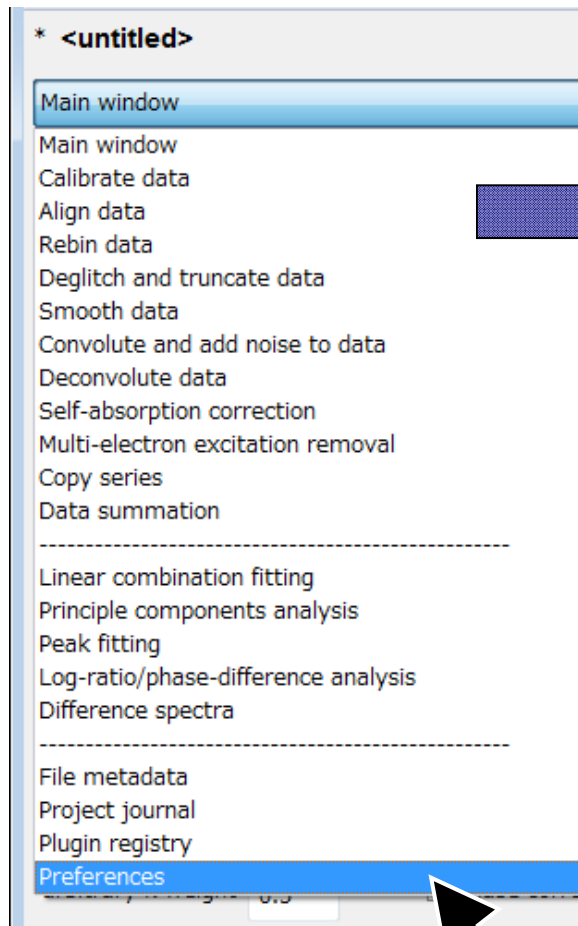 * <untitled>
Main window
Main window
Calibrate data
Align data
Rebin data
Deglitch and truncate data
Smooth data
Convolute and add noise to data
Deconvolute data
Self-absorption correction
Multi-electron excitation removal
Copy series
Data summation
----------------------------------------------------
Linear combination fitting
Principle components analysis
Peak fitting
Log-ratio/phase-difference analysis
Difference spectra
----------------------------------------------------
File metadata
Project journal
Plugin registry
Preferences